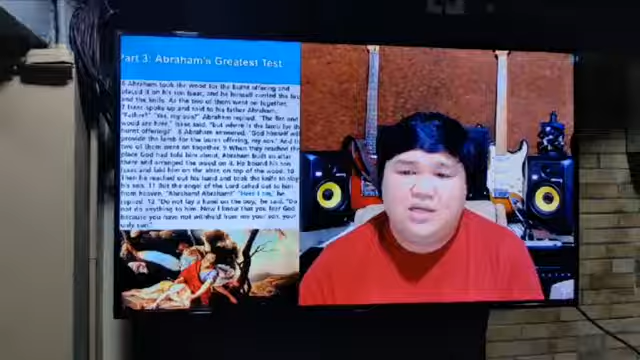 Part 3: Abraham's Greatest Test
6 Abraham took the wood for the burnt offering and
placed it on his son Isaac, and he himself carried the fire
and the knife. As the two of them went on together,
7 Isaac spoke up and said to his father Abraham,
"Father?" "Yes, my son?" Abraham replied. "The fire and
wood are here," Isaac said, "but where is the lamb for the
burnt offering?" 8 Abraham answered, "God himself will
provide the lamb for the burnt offering, my son." And the
two of them went on together. 9 When they reached the
place God had told him about, Abraham built an altar
there and arranged the wood on it. He bound his son
Isaac and laid him on the altar, on top of the wood. 10
Then he reached out his hand and took the knife to slay
his son. 11 But the angel of the Lord called out to him
from heaven, "Abraham! Abraham!" "Here I am," he
replied. 12 "Do not lay a hand on the boy," he said. "Do
not do anything to him. Now I know that you fear God,
because you have not withheld from me your son, your
only son."